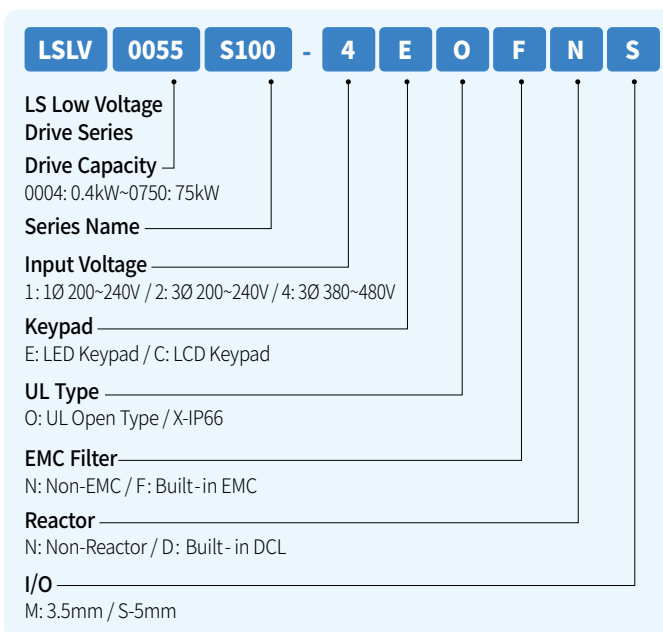 LSLV 0055 S100 - 4 E O F N S
LS Low Voltage
Drive Series
Drive Capacity
0004: 0.4kW~0750: 75kW
Series Name
Input Voltage
1: 1Ø 200~240V / 2: 3Ø 200~240V / 4: 3Ø 380~480V
Keypad
E: LED Keypad / C: LCD Keypad
UL Type
O: UL Open Type / X-IP66
EMC Filter
N: Non-EMC / F: Built-in EMC
Reactor
N: Non-Reactor / D: Built-in DCL
I/O
M: 3.5mm / S-5mm